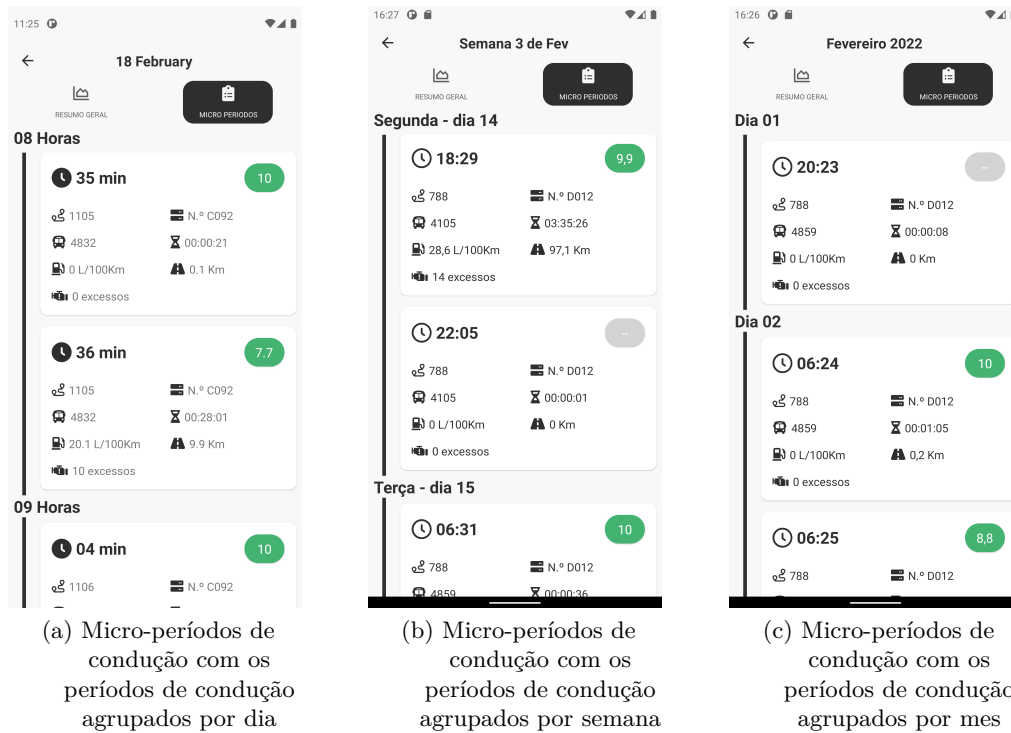 11:25
18 February
RESUMO GERAL
MICRO PERIODOS
08 Horas
35 min
10
1105
N.º C092
4832
00:00:21
0 L/100Km
0.1 Km
0 excessos
36 min
7.7
1105
N.º C092
4832
00:28:01
20.1 L/100Km
9.9 Km
10 excessos
09 Horas
04 min
10
1106
N.º C092
(a) Micro-períodos de
condução com os
períodos de condução
agrupados por dia
16:27
Semana 3 de Fev
RESUMO GERAL
MICRO PERIODOS
Segunda - dia 14
18:29
9,9
788
N.º D012
4105
03:35:26
28,6 L/100Km
97,1 Km
14 excessos
22:05
--
788
N.º D012
4105
00:00:01
0 L/100Km
0 Km
0 excessos
Terça - dia 15
06:31
10
788
N.º D012
4859
00:00:36
(b) Micro-períodos de
condução com os
períodos de condução
agrupados por semana
16:26
Fevereiro 2022
RESUMO GERAL
MICRO PERIODOS
Dia 01
20:23
--
788
N.º D012
4859
00:00:08
0 L/100Km
0 Km
0 excessos
Dia 02
06:24
10
788
N.º D012
4859
00:01:05
0 L/100Km
0,2 Km
0 excessos
06:25
8,8
788
N.º D012
(c) Micro-períodos de
condução com os
períodos de condução
agrupados por mes